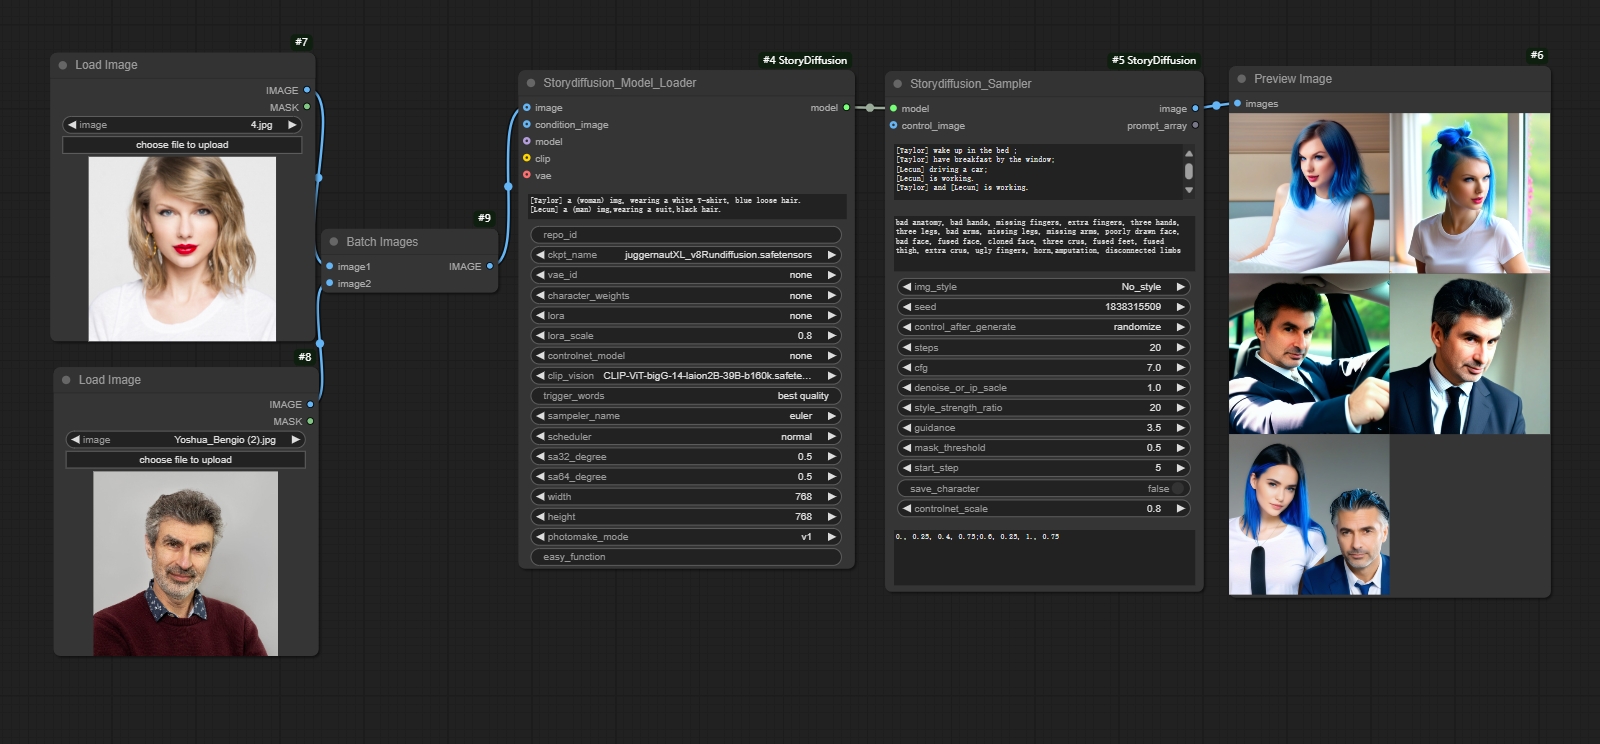 #7
Load Image
IMAGE
MASK
image 4.jpg
choose file to upload
#8
Load Image
IMAGE
MASK
image Yoshua_Bengio (2).jpg
choose file to upload
#9
Batch Images
image1 IMAGE
image2
#4 StoryDiffusion
Storydiffusion_Model_Loader
image model
condition_image
model
clip
vae
[Taylor] a (woman) img, wearing a white T-shirt, blue loose hair.
[Lecun] a (man) img,wearing a suit,black hair.
repo_id
ckpt_name juggernautXL_v8Rundiffusion.safetensors
vae_id none
character_weights none
lora none
lora_scale 0.8
controlnet_model none
clip_vision CLIP-ViT-bigG-14-laion2B-39B-b160k.safete...
trigger_words best quality
sampeler_name euler
scheduler normal
sa32_degree 0.5
sa64_degree 0.5
width 768
height 768
photomake_mode v1
easy_function
#5 StoryDiffusion
Storydiffusion_Sampler
model image
control_image prompt_array
[Taylor] wake up in the bed ;
[Taylor] have breakfast by the window;
[Lecun] driving a car;
[Lecun] is working.
[Taylor] and [Lecun] is working.
bad anatomy, bad hands, missing fingers, extra fingers, three hands,
three legs, bad arms, missing legs, missing arms, poorly drawn face,
bad face, fused face, cloned face, three crus, fused feet, fused
thigh, extra crus, ugly fingers, horn,amputation, disconnected limbs
img_style No_style
seed 1838315509
control_after_generate randomize
steps 20
cfg 7.0
denoise_or_ip_sacle 1.0
style_strength_ratio 20
guidance 3.5
mask_threshold 0.5
start_step 5
save_character false
controlnet_scale 0.8
0., 0.25, 0.4, 0.75;0.6, 0.25, 1., 0.75
#6
Preview Image
images